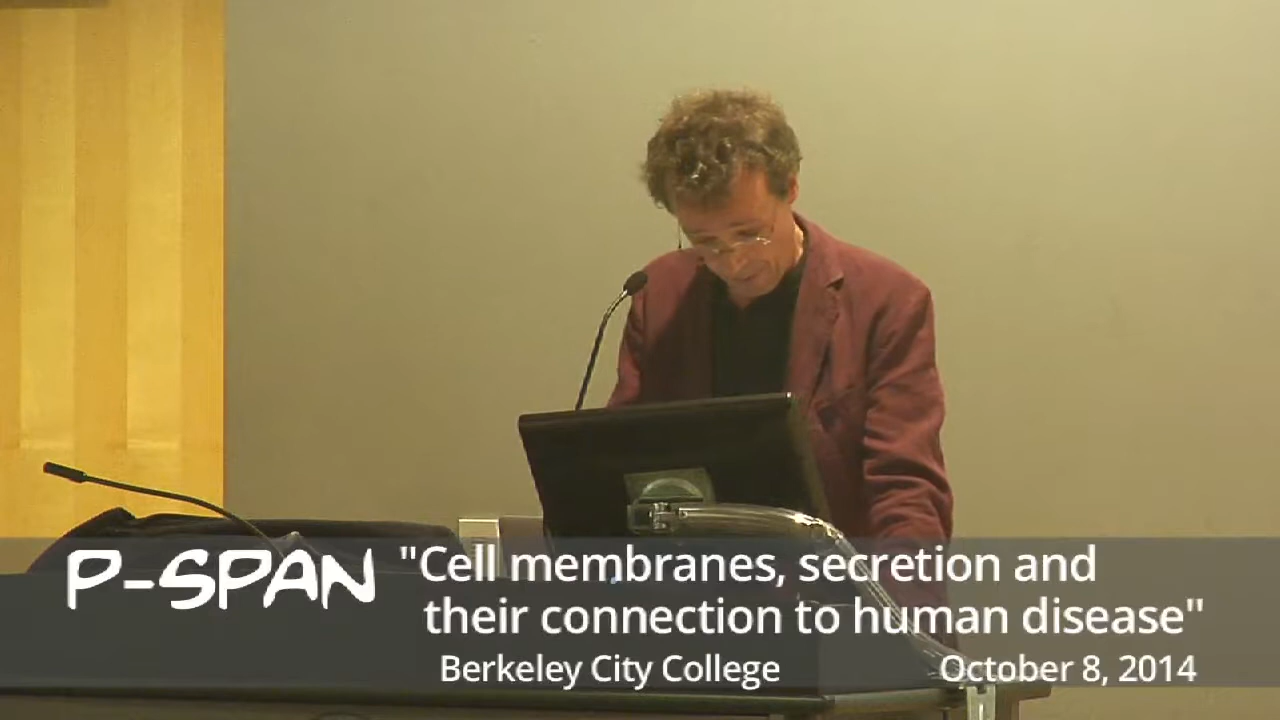 P-SPAN
"Cell membranes, secretion and
their connection to human disease"
Berkeley City College
October 8, 2014